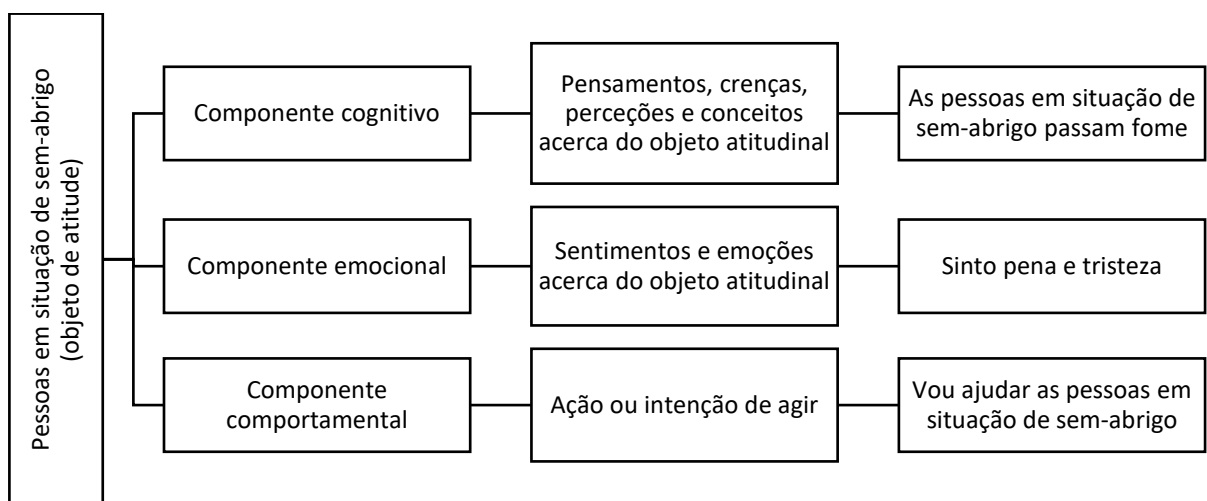 Pessoas em situação de sem-abrigo
(objeto de atitude)
Componente cognitivo
Pensamentos, crenças,
perceções e conceitos
acerca do objeto atitudinal
As pessoas em situação de
sem-abrigo passam fome
Componente emocional
Sentimentos e emoções
acerca do objeto atitudinal
Sinto pena e tristeza
Componente
comportamental
Ação ou intenção de agir
Vou ajudar as pessoas em
situação de sem-abrigo